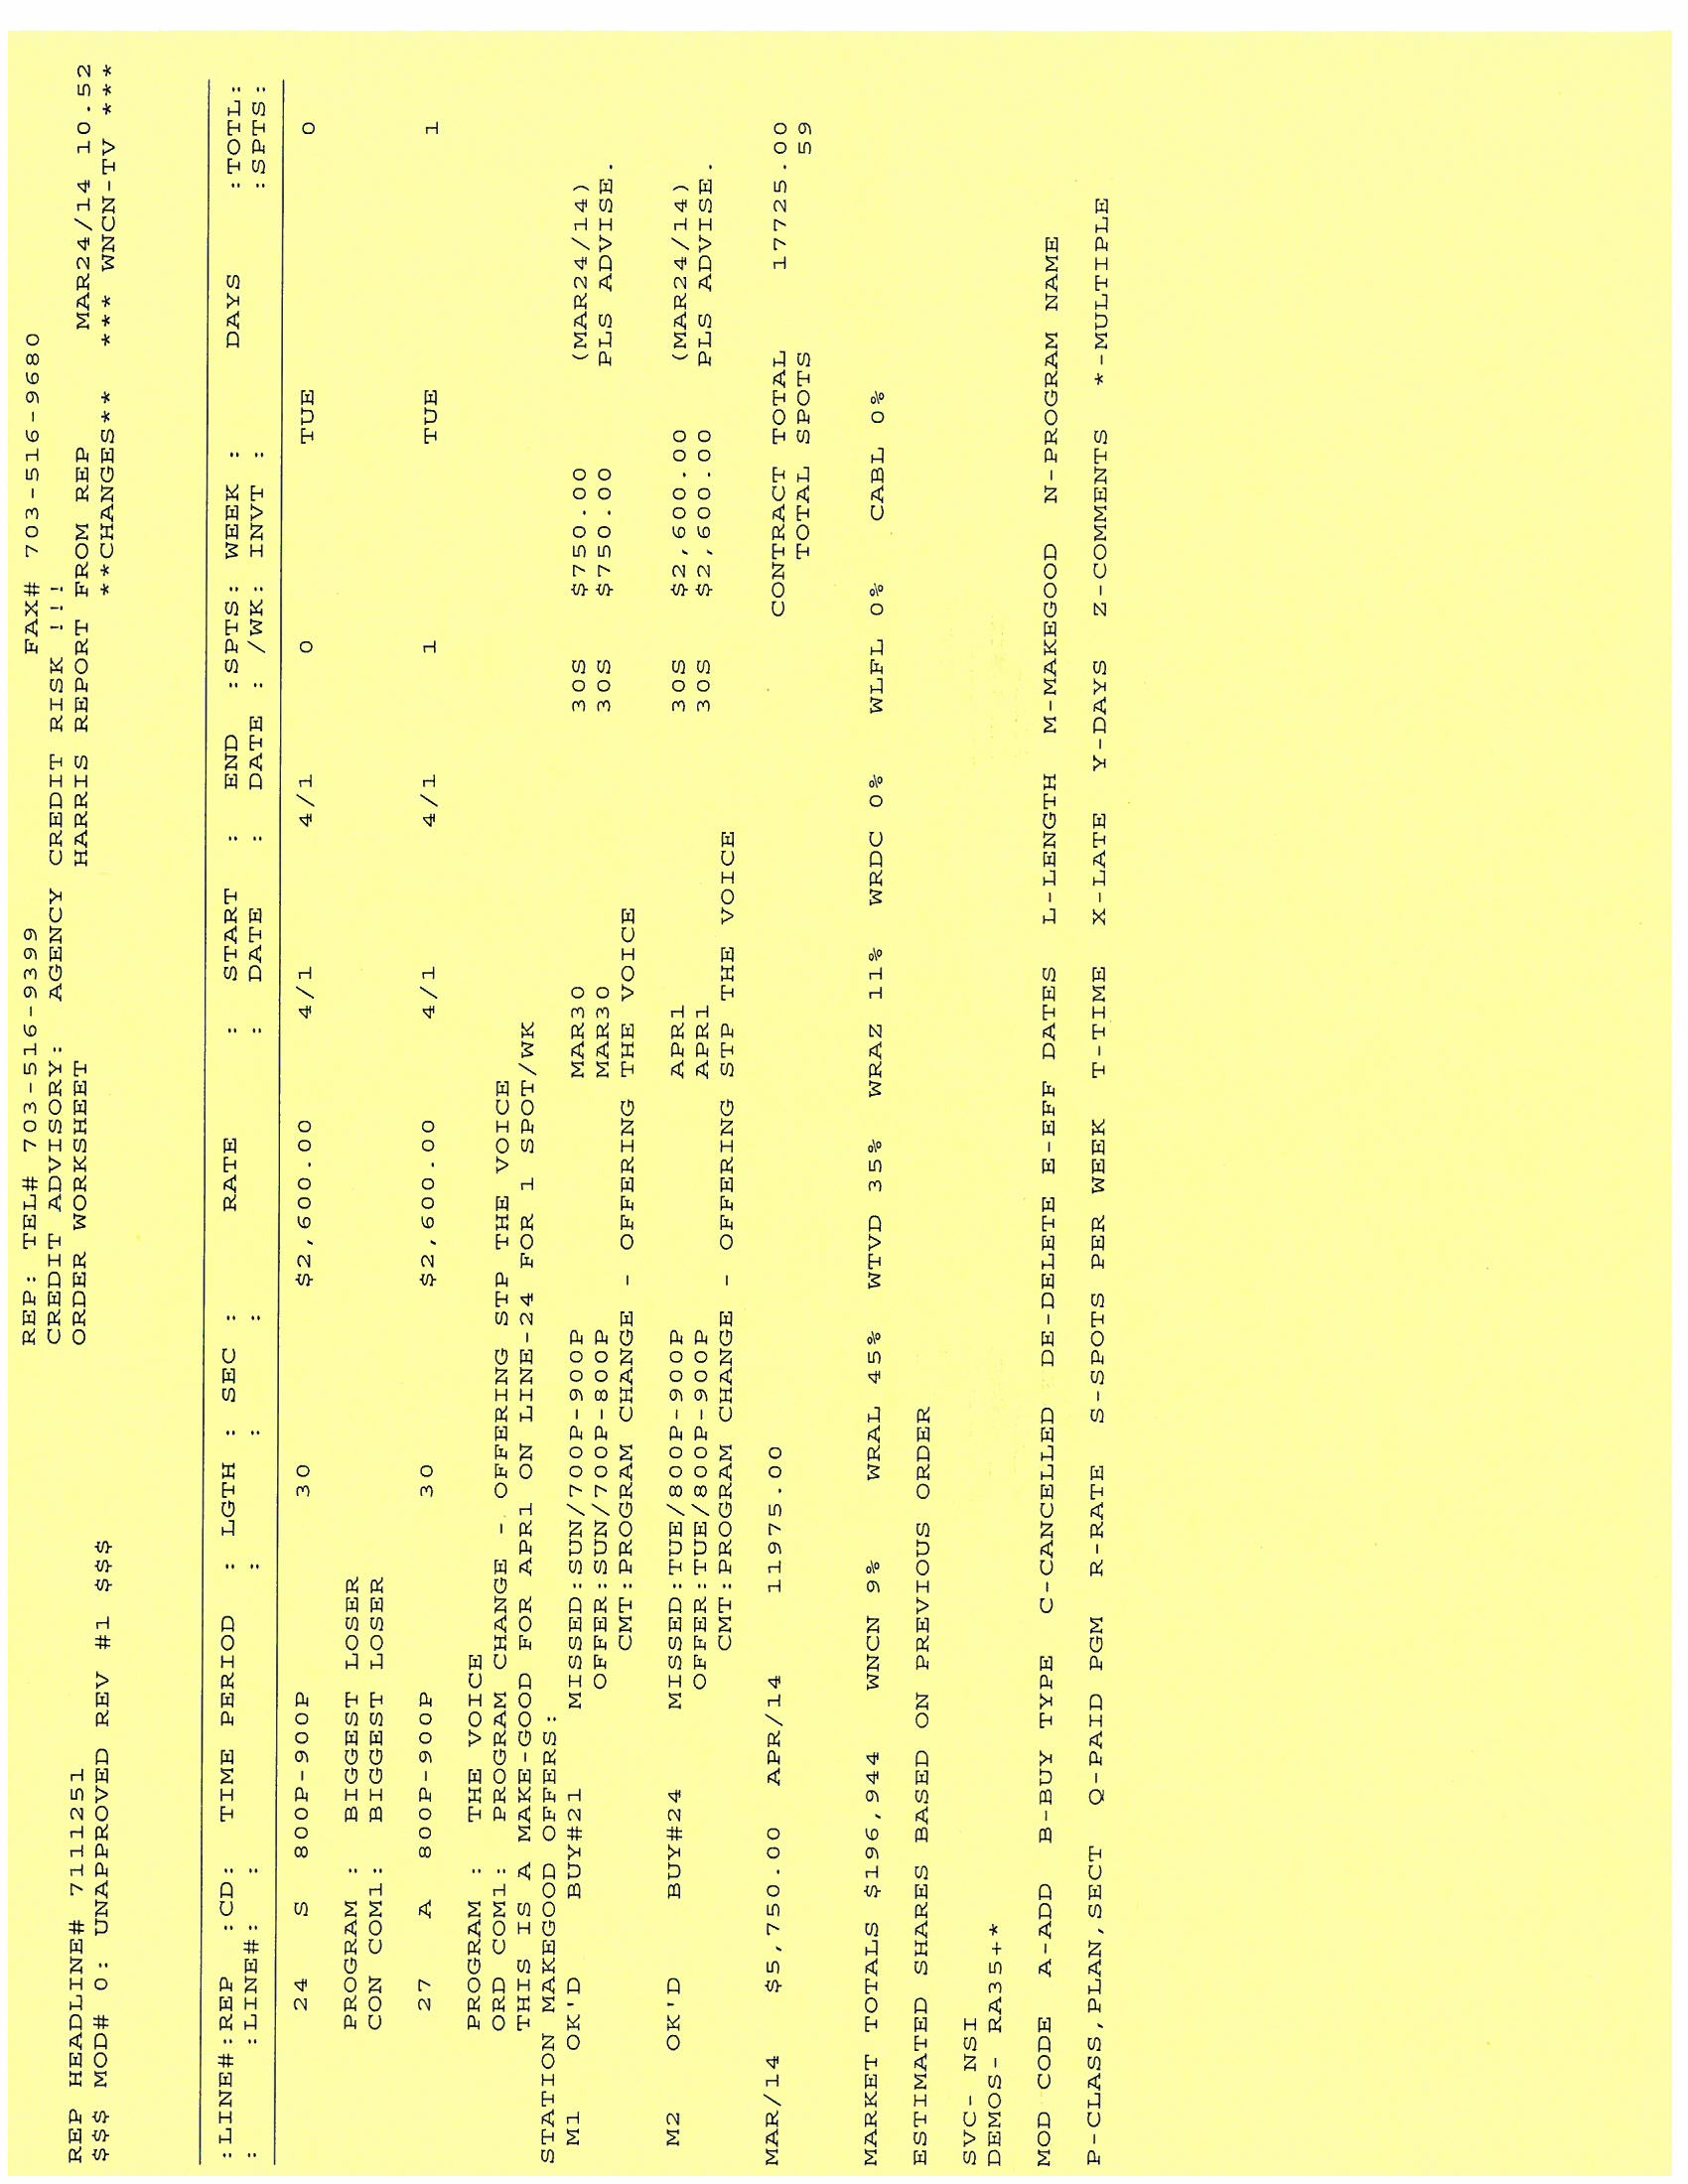 REP: TEL# 703-516-9399 FAX# 703-516-9680
CREDIT ADVISORY: AGENCY CREDIT RISK !!!
REP HEADLINE# 7111251 ORDER WORKSHEET HARRIS REPORT FROM REP MAR24/14 10.52
$$$ MOD# 0: UNAPPROVED REV #1 $$$ **CHANGES** *** WNCN-TV ***
:LINE#:REP :CD: TIME PERIOD : LGTH : SEC : RATE : START : END :SPTS: WEEK : DAYS :TOTL:
: :LINE#: : : : : : DATE : DATE : /WK: INVT : :SPTS:
24 S 800P-900P 30 $2,600.00 4/1 4/1 0 TUE 0
PROGRAM : BIGGEST LOSER
CON COM1: BIGGEST LOSER
27 A 800P-900P 30 $2,600.00 4/1 4/1 1 TUE 1
PROGRAM : THE VOICE
ORD COM1: PROGRAM CHANGE - OFFERING STP THE VOICE
THIS IS A MAKE-GOOD FOR APR1 ON LINE-24 FOR 1 SPOT/WK
STATION MAKEGOOD OFFERS:
M1 OK'D BUY#21 MISSED:SUN/700P-900P MAR30 30S $750.00 (MAR24/14)
OFFER:SUN/700P-800P MAR30 30S $750.00 PLS ADVISE.
CMT:PROGRAM CHANGE - OFFERING THE VOICE
M2 OK'D BUY#24 MISSED:TUE/800P-900P APR1 30S $2,600.00 (MAR24/14)
OFFER:TUE/800P-900P APR1 30S $2,600.00 PLS ADVISE.
CMT:PROGRAM CHANGE - OFFERING STP THE VOICE
MAR/14 $5,750.00 APR/14 11975.00 CONTRACT TOTAL 17725.00
TOTAL SPOTS 59
MARKET TOTALS $196,944 WNCN 9% WRAL 45% WTVD 35% WRAZ 11% WRDC 0% WLFL 0% CABL 0%
ESTIMATED SHARES BASED ON PREVIOUS ORDER
SVC- NSI
DEMOS- RA35+*
MOD CODE A-ADD B-BUY TYPE C-CANCELLED DE-DELETE E-EFF DATES L-LENGTH M-MAKEGOOD N-PROGRAM NAME
P-CLASS,PLAN,SECT Q-PAID PGM R-RATE S-SPOTS PER WEEK T-TIME X-LATE Y-DAYS Z-COMMENTS *-MULTIPLE